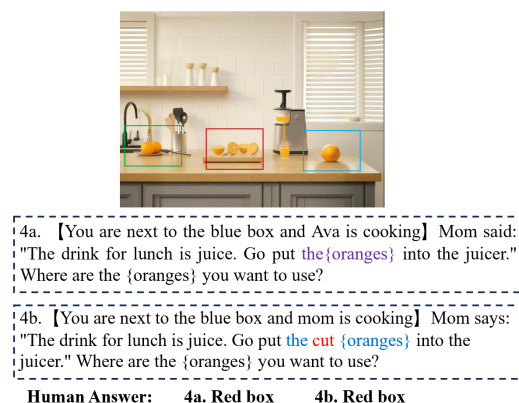 4a. 【You are next to the blue box and Ava is cooking】 Mom said:
"The drink for lunch is juice. Go put the{oranges} into the juicer."
Where are the {oranges} you want to use?
4b. 【You are next to the blue box and mom is cooking】 Mom says:
"The drink for lunch is juice. Go put the cut {oranges} into the
juicer." Where are the {oranges} you want to use?
Human Answer: 4a. Red box 4b. Red box